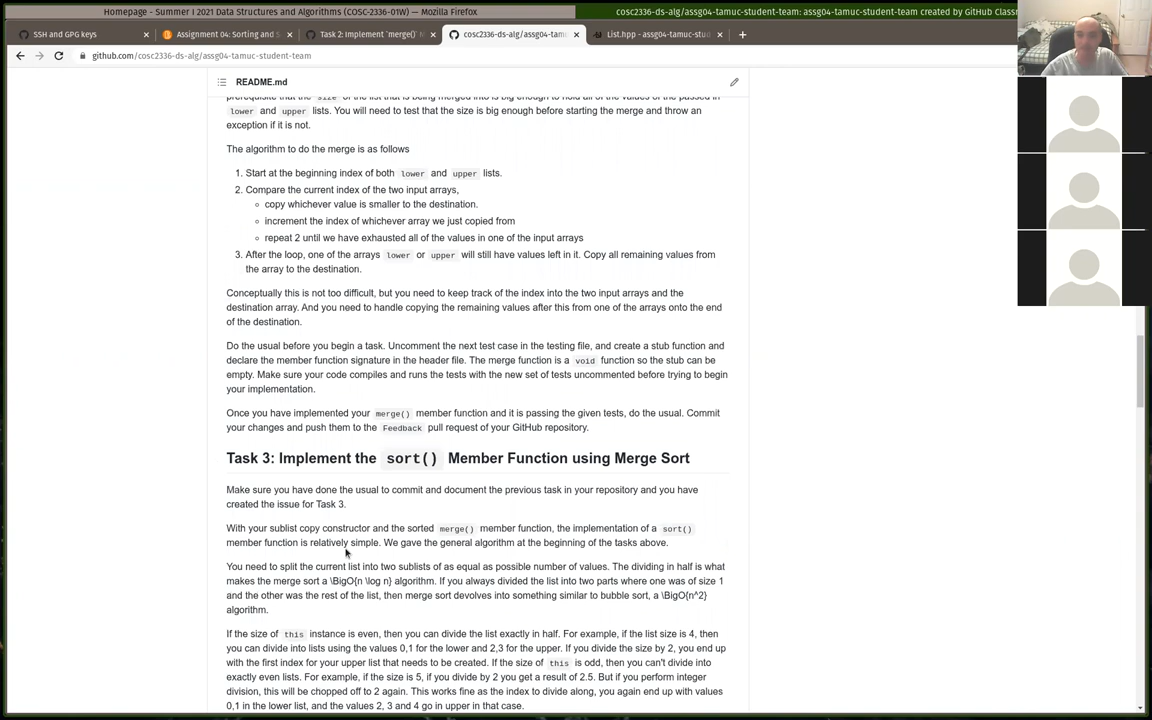 Homepage - Summer I 2021 Data Structures and Algorithms (COSC-2336-01W) — Mozilla Firefox
cosc2336-ds-alg/assg04-tamuc-student-team: assg04-tamuc-student-team created by GitHub Class
SSH and GPG keys
Assignment 04: Sorting and S
Task 2: Implement `merge()` M
cosc2336-ds-alg/assg04-tam
List.hpp - assg04-tamuc-stud
github.com/cosc2336-ds-alg/assg04-tamuc-student-team
README.md
prerequisite that the size of the list that is being merged into is big enough to hold all of the values of the passed in
lower and upper lists. You will need to test that the size is big enough before starting the merge and throw an
exception if it is not.
The algorithm to do the merge is as follows
1. Start at the beginning index of both lower and upper lists.
2. Compare the current index of the two input arrays,
copy whichever value is smaller to the destination.
increment the index of whichever array we just copied from
repeat 2 until we have exhausted all of the values in one of the input arrays
3. After the loop, one of the arrays lower or upper will still have values left in it. Copy all remaining values from
the array to the destination.
Conceptually this is not too difficult, but you need to keep track of the index into the two input arrays and the
destination array. And you need to handle copying the remaining values after this from one of the arrays onto the end
of the destination.
Do the usual before you begin a task. Uncomment the next test case in the testing file, and create a stub function and
declare the member function signature in the header file. The merge function is a void function so the stub can be
empty. Make sure your code compiles and runs the tests with the new set of tests uncommented before trying to begin
your implementation.
Once you have implemented your merge() member function and it is passing the given tests, do the usual. Commit
your changes and push them to the Feedback pull request of your GitHub repository.
Task 3: Implement the sort() Member Function using Merge Sort
Make sure you have done the usual to commit and document the previous task in your repository and you have
created the issue for Task 3.
With your sublist copy constructor and the sorted merge() member function, the implementation of a sort()
member function is relatively simple. We gave the general algorithm at the beginning of the tasks above.
You need to split the current list into two sublists of as equal as possible number of values. The dividing in half is what
makes the merge sort a \BigO{n \log n} algorithm. If you always divided the list into two parts where one was of size 1
and the other was the rest of the list, then merge sort devolves into something similar to bubble sort, a \BigO{n^2}
algorithm.
If the size of this instance is even, then you can divide the list exactly in half. For example, if the list size is 4, then
you can divide into lists using the values 0,1 for the lower and 2,3 for the upper. If you divide the size by 2, you end up
with the first index for your upper list that needs to be created. If the size of this is odd, then you can't divide into
exactly even lists. For example, if the size is 5, if you divide by 2 you get a result of 2.5. But if you perform integer
division, this will be chopped off to 2 again. This works fine as the index to divide along, you again end up with values
0,1 in the lower list, and the values 2, 3 and 4 go in upper in that case.